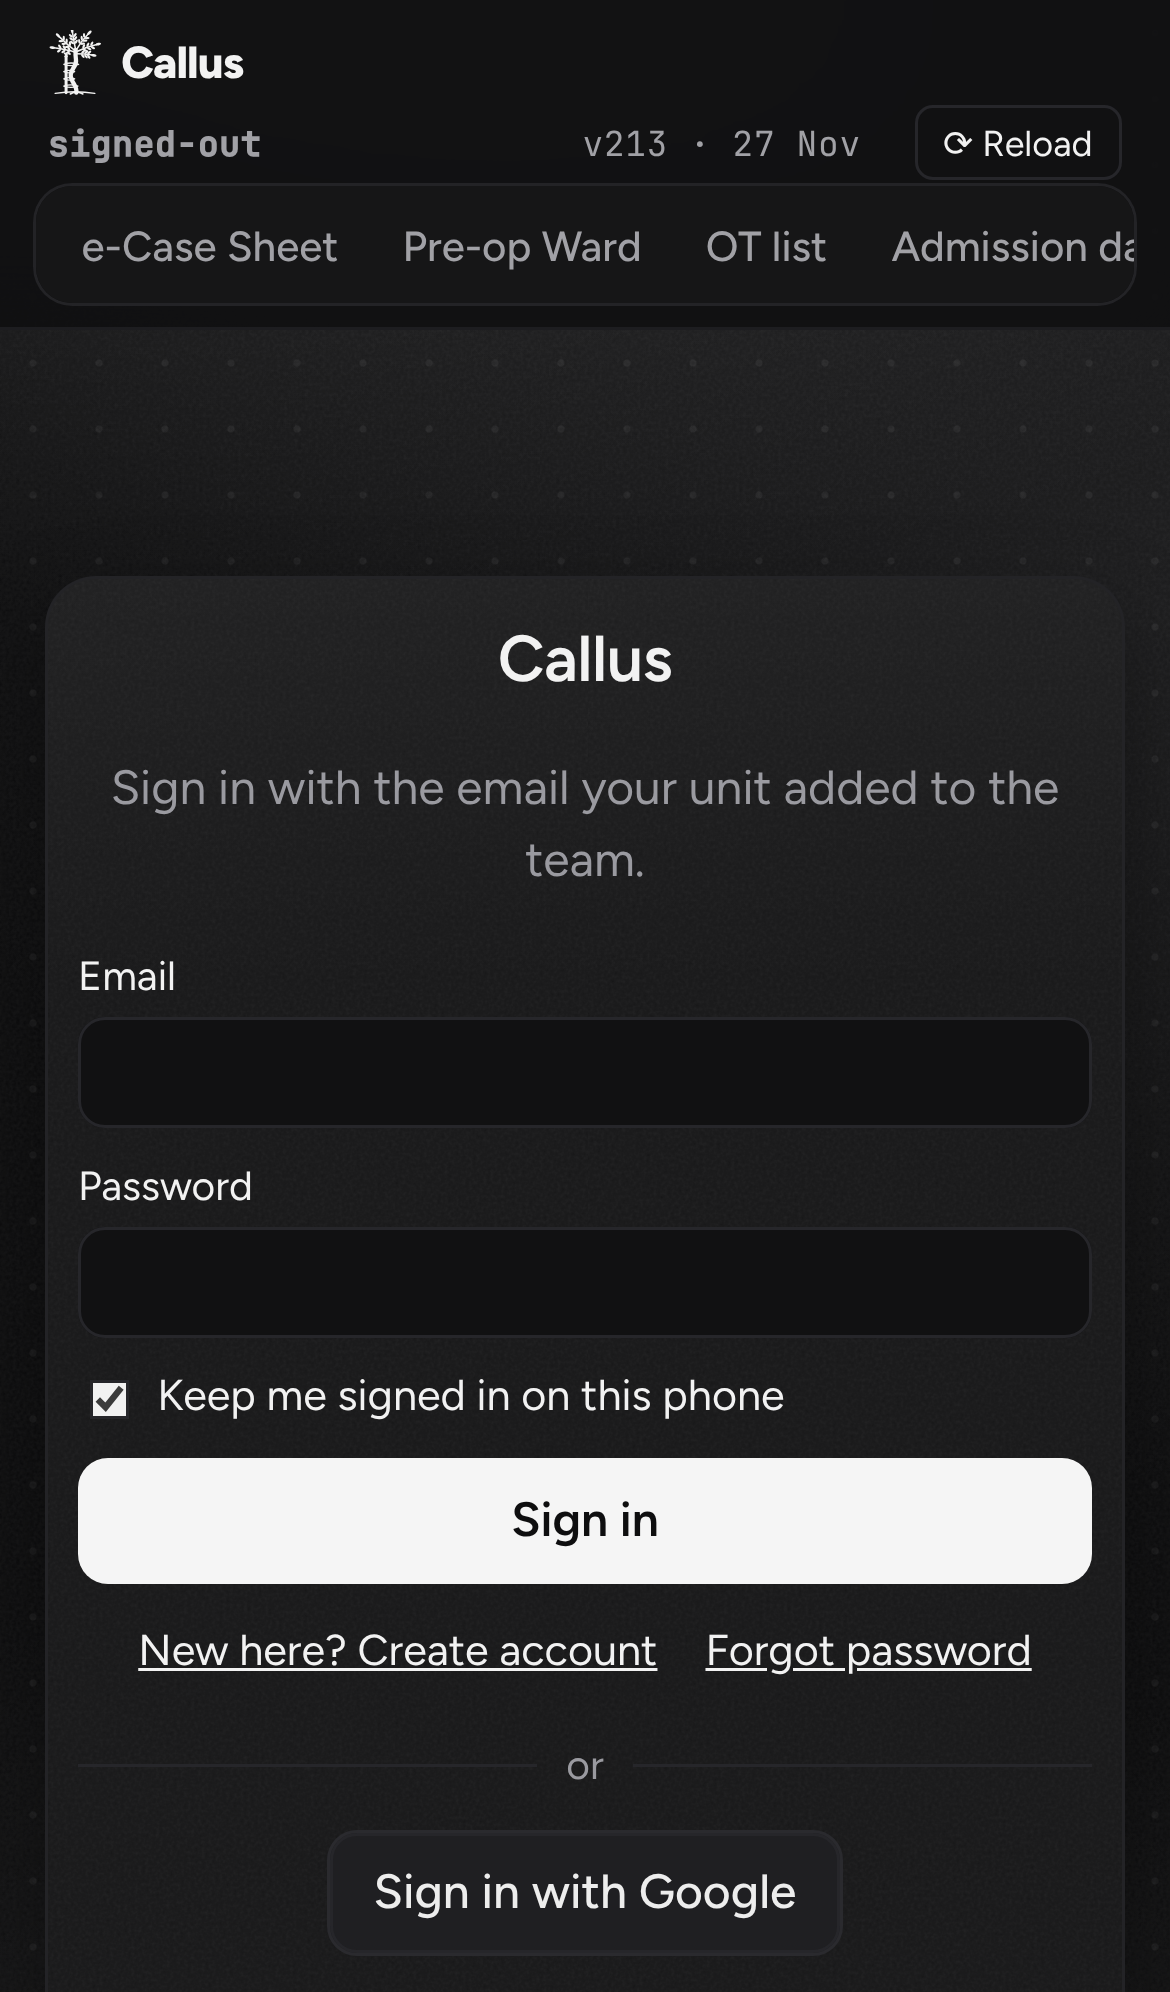 Callus
signed-out
v213 · 27 Nov
⟳ Reload
e-Case Sheet
Pre-op Ward
OT list
Admission da
Callus
Sign in with the email your unit added to the
team.
Email
Password
Keep me signed in on this phone
Sign in
New here? Create account
Forgot password
or
Sign in with Google